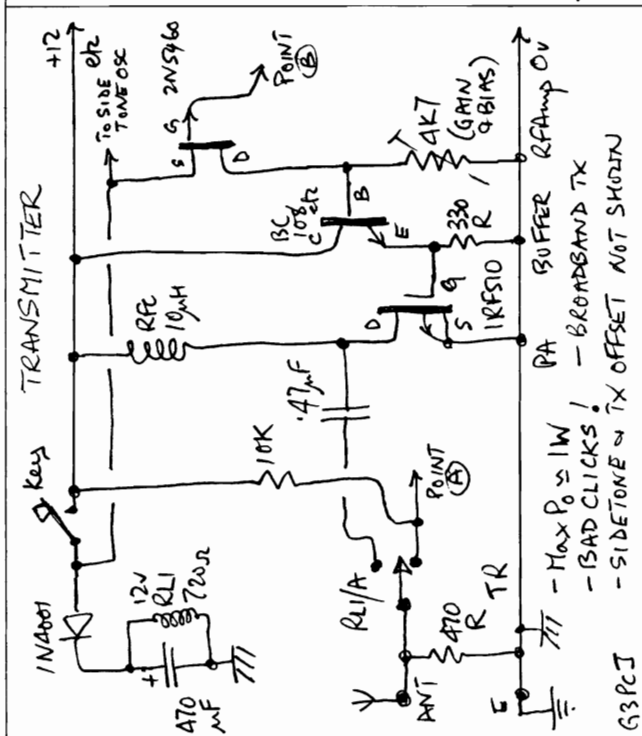 TRANSMITTER
+12
etc
TO SIDE
TONE OSC
2N5460
S
G
D
POINT
B
Key
1N4001
12V
RL1
720Ω
+
470
µF
RFC
10µH
BC
108
C
etc
B
E
4K7
(GAIN
& BIAS)
330
R
G
D
S
IRF510
.47µF
10K
POINT
A
RL1/A
470
R
ANT
E
TR
PA
BUFFER
RF Amp
0V
- Max Po ≈ 1W
- BAD CLICKS!
- BROADBAND TX
- SIDETONE & TX OFFSET NOT SHOWN
G3PCJ